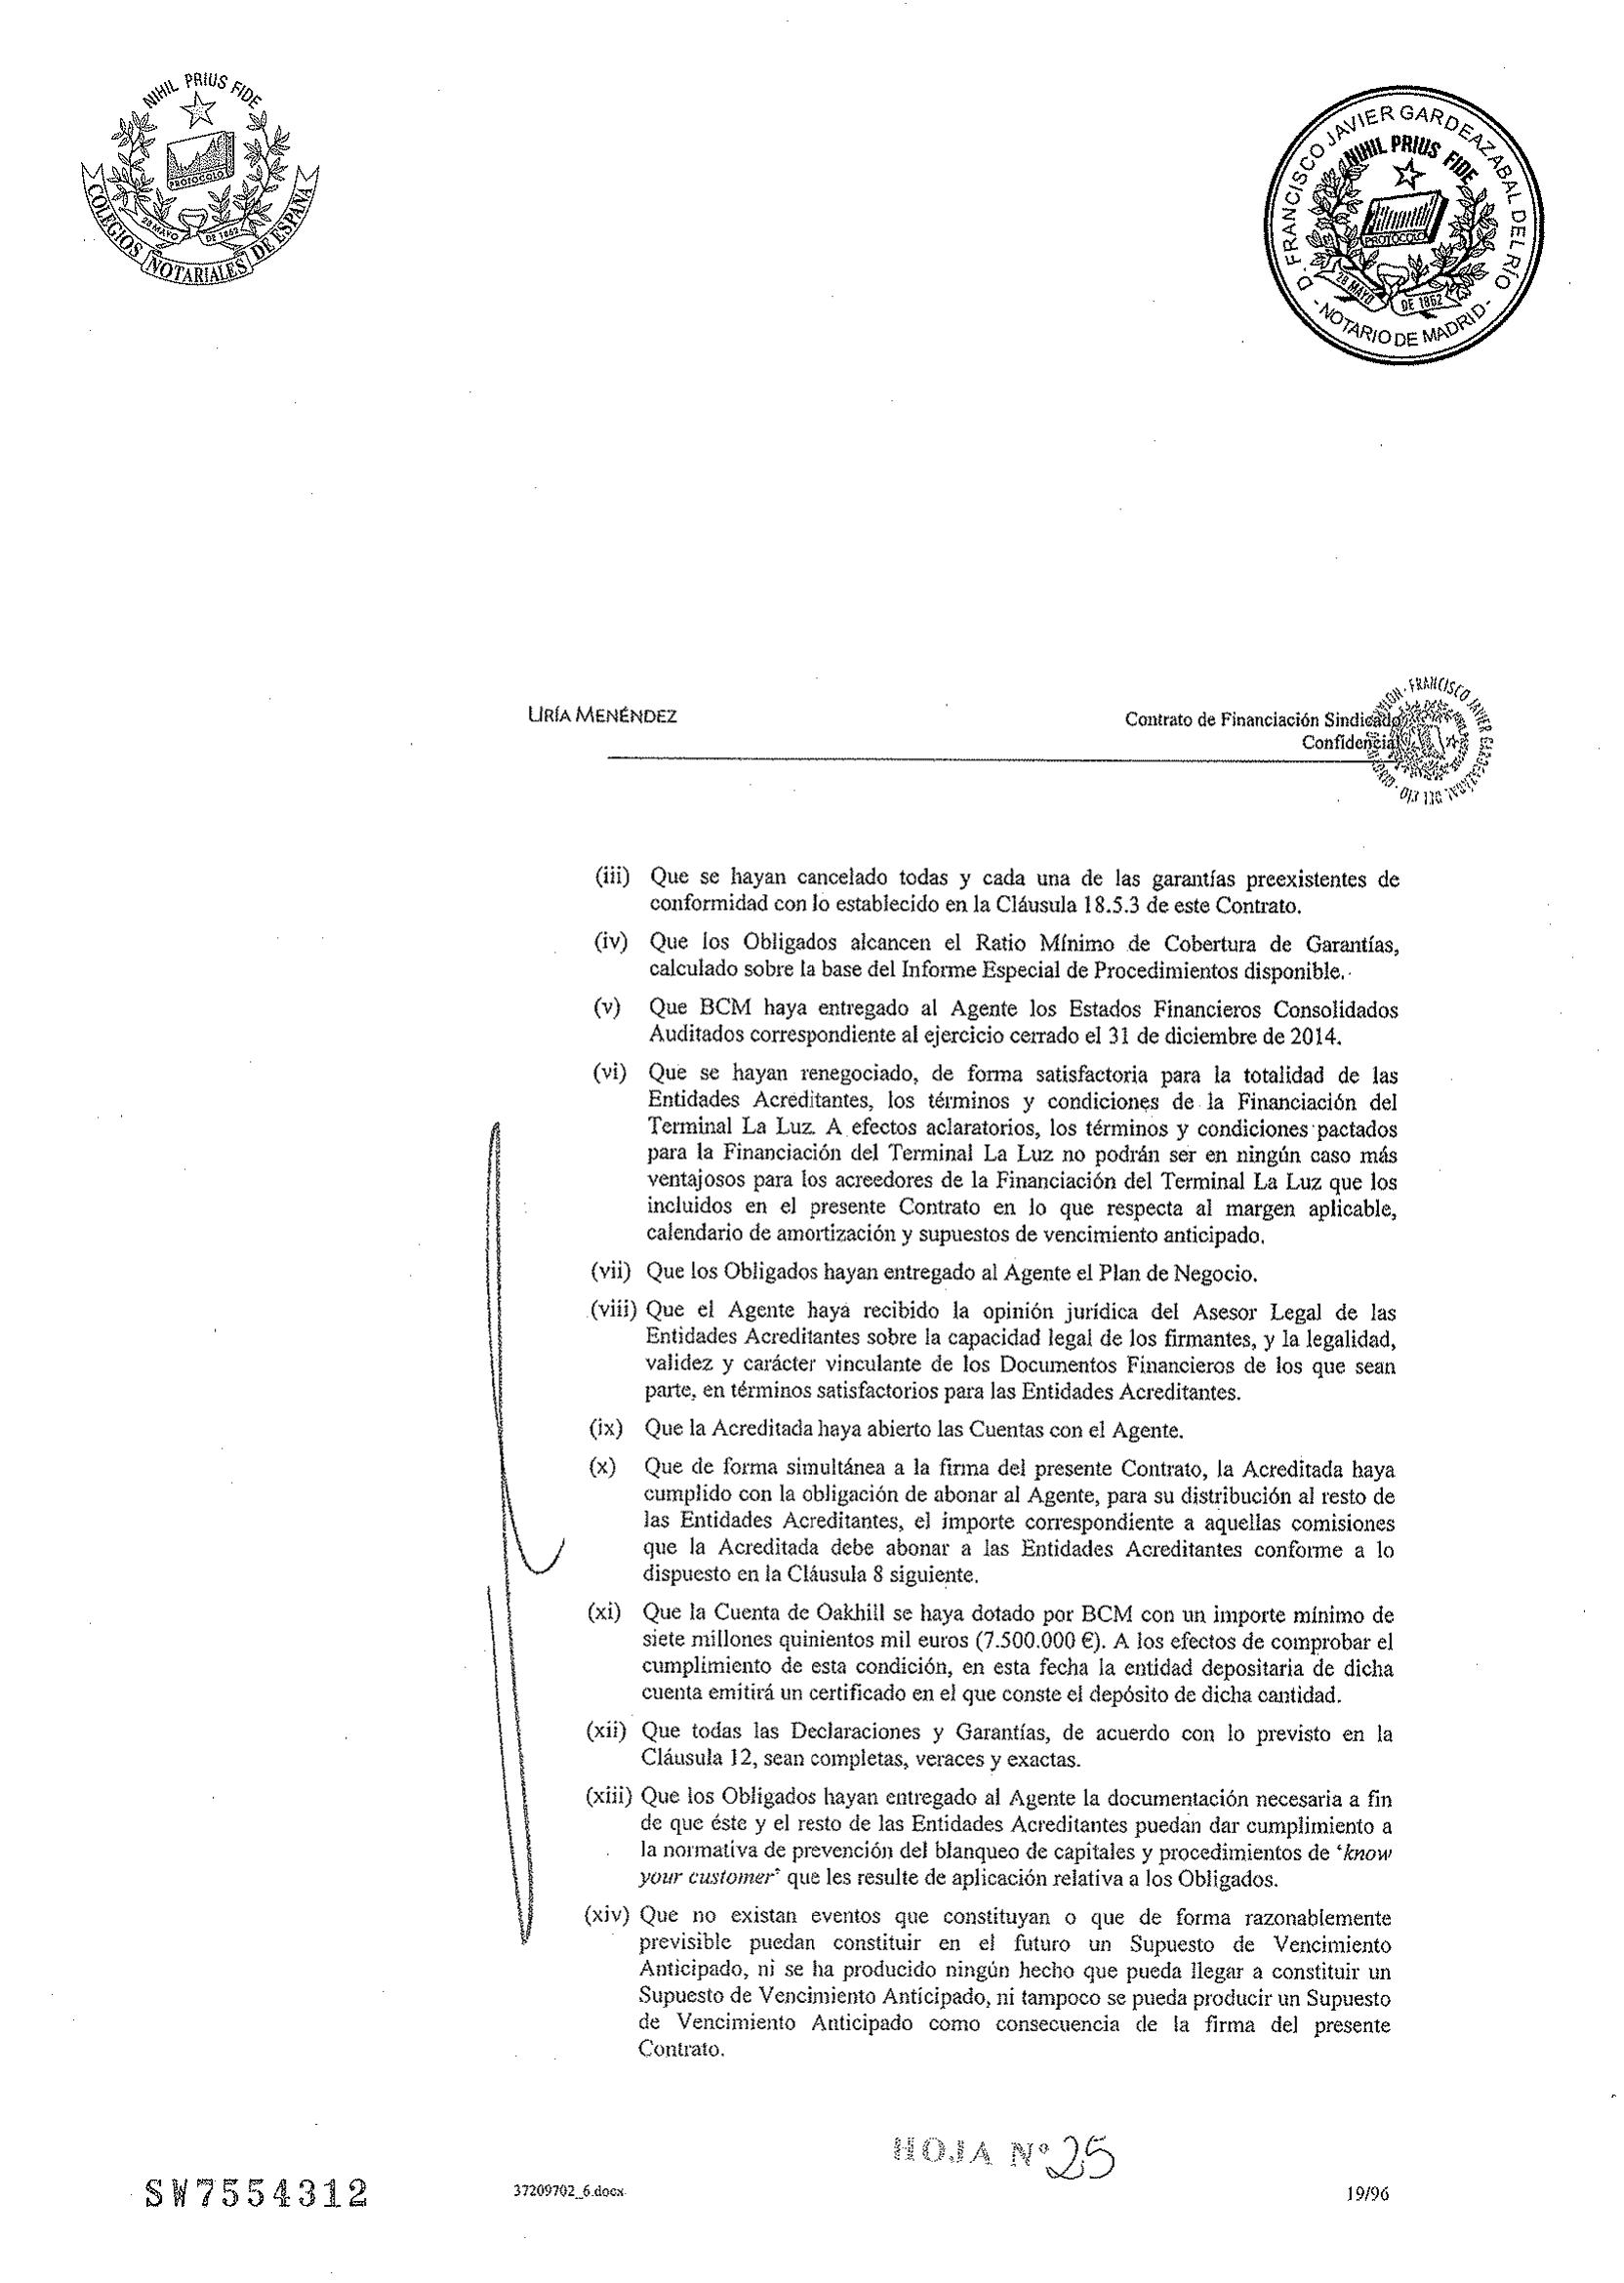 NIHIL PRIUS FIDE
PROTOCOLO
28 MAYO DE 1862
COLEGIOS NOTARIALES DE ESPAÑA
D. FRANCISCO JAVIER GARDEAZABAL DEL RÍO
NIHIL PRIUS FIDE
PROTOCOLO
28 MAYO DE 1862
- NOTARIO DE MADRID -
URÍA MENÉNDEZ
Contrato de Financiación Sindicado
Confidencial
FRANCISCO JAVIER GARDEAZÁBAL DEL RIO
(iii) Que se hayan cancelado todas y cada una de las garantías preexistentes de
conformidad con lo establecido en la Cláusula 18.5.3 de este Contrato.
(iv) Que los Obligados alcancen el Ratio Mínimo de Cobertura de Garantías,
calculado sobre la base del Informe Especial de Procedimientos disponible.
(v) Que BCM haya entregado al Agente los Estados Financieros Consolidados
Auditados correspondiente al ejercicio cerrado el 31 de diciembre de 2014.
(vi) Que se hayan renegociado, de forma satisfactoria para la totalidad de las
Entidades Acreditantes, los términos y condiciones de la Financiación del
Terminal La Luz. A efectos aclaratorios, los términos y condiciones pactados
para la Financiación del Terminal La Luz no podrán ser en ningún caso más
ventajosos para los acreedores de la Financiación del Terminal La Luz que los
incluidos en el presente Contrato en lo que respecta al margen aplicable,
calendario de amortización y supuestos de vencimiento anticipado.
(vii) Que los Obligados hayan entregado al Agente el Plan de Negocio.
(viii) Que el Agente haya recibido la opinión jurídica del Asesor Legal de las
Entidades Acreditantes sobre la capacidad legal de los firmantes, y la legalidad,
validez y carácter vinculante de los Documentos Financieros de los que sean
parte, en términos satisfactorios para las Entidades Acreditantes.
(ix) Que la Acreditada haya abierto las Cuentas con el Agente.
(x) Que de forma simultánea a la firma del presente Contrato, la Acreditada haya
cumplido con la obligación de abonar al Agente, para su distribución al resto de
las Entidades Acreditantes, el importe correspondiente a aquellas comisiones
que la Acreditada debe abonar a las Entidades Acreditantes conforme a lo
dispuesto en la Cláusula 8 siguiente.
(xi) Que la Cuenta de Oakhill se haya dotado por BCM con un importe mínimo de
siete millones quinientos mil euros (7.500.000 €). A los efectos de comprobar el
cumplimiento de esta condición, en esta fecha la entidad depositaria de dicha
cuenta emitirá un certificado en el que conste el depósito de dicha cantidad.
(xii) Que todas las Declaraciones y Garantías, de acuerdo con lo previsto en la
Cláusula 12, sean completas, veraces y exactas.
(xiii) Que los Obligados hayan entregado al Agente la documentación necesaria a fin
de que éste y el resto de las Entidades Acreditantes puedan dar cumplimiento a
la normativa de prevención del blanqueo de capitales y procedimientos de 'know
your customer' que les resulte de aplicación relativa a los Obligados.
(xiv) Que no existan eventos que constituyan o que de forma razonablemente
previsible puedan constituir en el futuro un Supuesto de Vencimiento
Anticipado, ni se ha producido ningún hecho que pueda llegar a constituir un
Supuesto de Vencimiento Anticipado, ni tampoco se pueda producir un Supuesto
de Vencimiento Anticipado como consecuencia de la firma del presente
Contrato.
HOJA Nº 25
SW7554312
37209702_6.docx
19/96